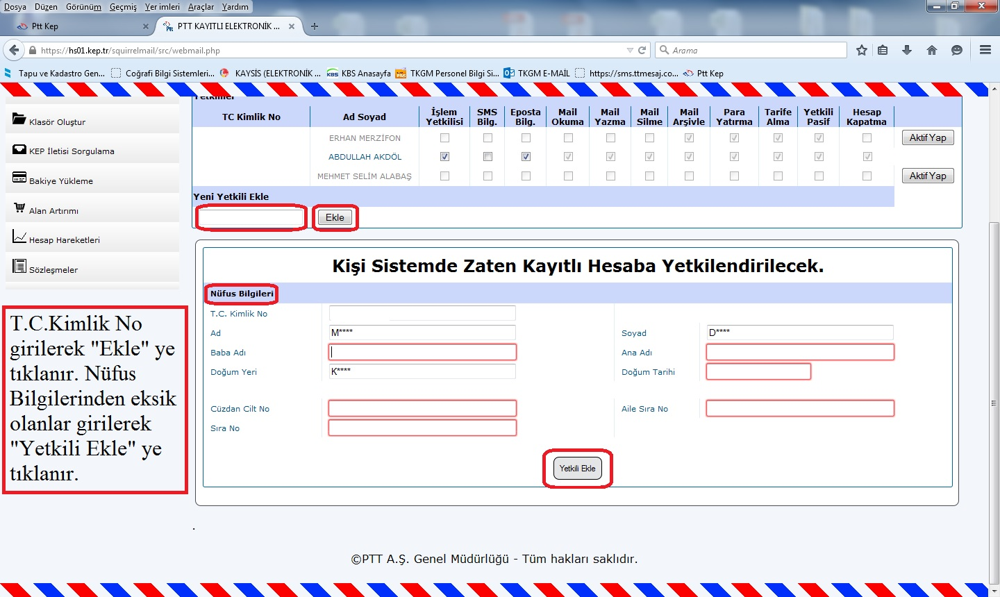 Dosya Düzen Görünüm Geçmiş Yer imleri Araçlar Yardım
Ptt Kep
PTT KAYITLI ELEKTRONİK ...
https://hs01.kep.tr/squirrelmail/src/webmail.php
Arama
Tapu ve Kadastro Gen... Coğrafi Bilgi Sistemleri... KAYSİS (ELEKTRONİK ... KBS Anasayfa TKGM Personel Bilgi Si... TKGM E-MAİL https://sms.ttmesaj.co... Ptt Kep
Yetkililer
TC Kimlik No Ad Soyad İşlem Yetkilisi SMS Bilg. Eposta Bilg. Mail Okuma Mail Yazma Mail Silme Mail Arşivle Para Yatırma Tarife Alma Yetkili Pasif Hesap Kapatma
ERHAN MERZİFON Aktif Yap
ABDULLAH AKDÖL
MEHMET SELİM ALABAŞ Aktif Yap
Yeni Yetkili Ekle
Ekle
Klasör Oluştur
KEP İletisi Sorgulama
Bakiye Yükleme
Alan Artırımı
Hesap Hareketleri
Sözleşmeler
T.C.Kimlik No
girilerek "Ekle" ye
tıklanır. Nüfus
Bilgilerinden eksik
olanlar girilerek
"Yetkili Ekle" ye
tıklanır.
Kişi Sistemde Zaten Kayıtlı Hesaba Yetkilendirilecek.
Nüfus Bilgileri
T.C. Kimlik No
Ad M**** Soyad D****
Baba Adı Ana Adı
Doğum Yeri K**** Doğum Tarihi
Cüzdan Cilt No Aile Sıra No
Sıra No
Yetkili Ekle
.
©PTT A.Ş. Genel Müdürlüğü - Tüm hakları saklıdır.